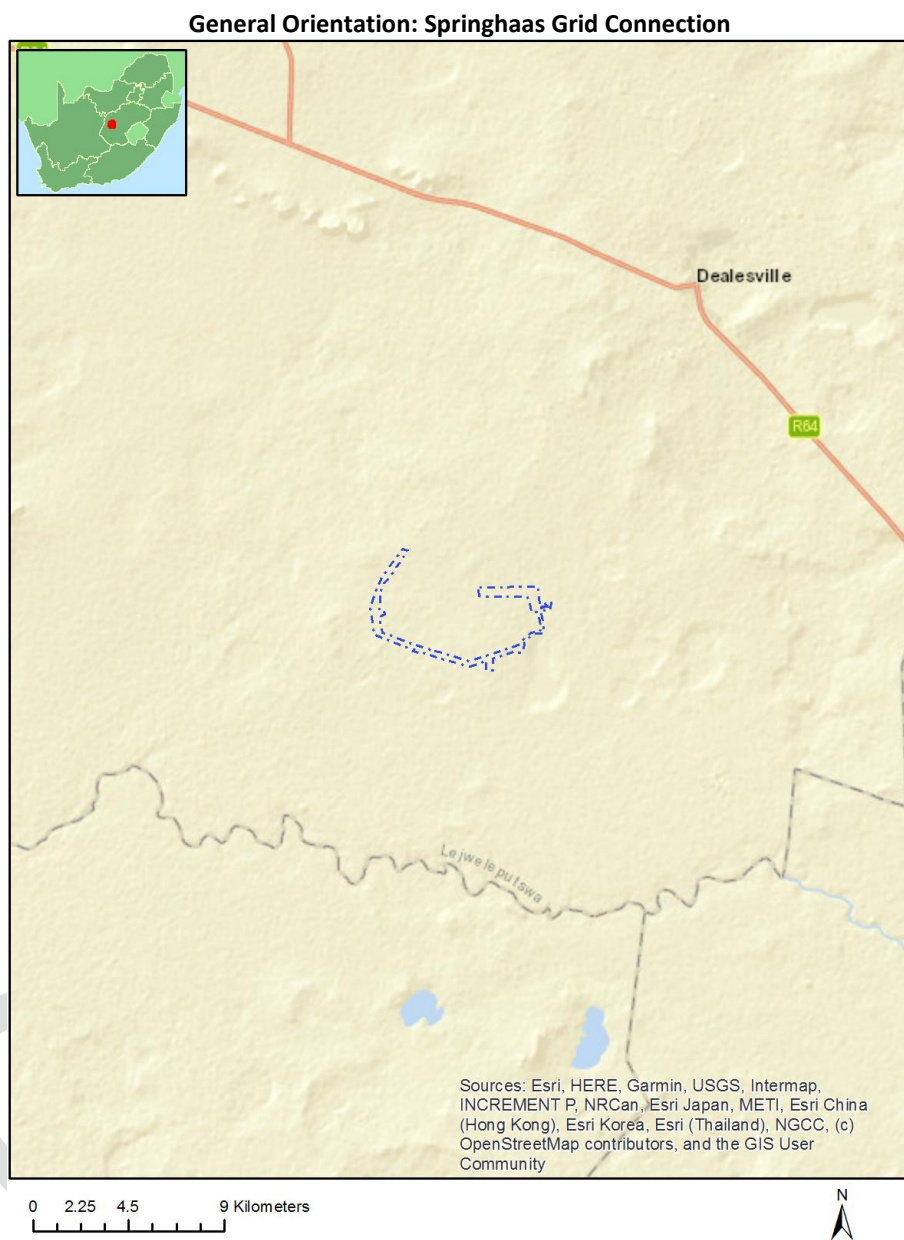 General Orientation: Springhaas Grid Connection
Dealesville
R64
Lejweleputswa
Sources: Esri, HERE, Garmin, USGS, Intermap,
INCREMENT P, NRCan, Esri Japan, METI, Esri China
(Hong Kong), Esri Korea, Esri (Thailand), NGCC, (c)
OpenStreetMap contributors, and the GIS User
Community
0 2.25 4.5 9 Kilometers
N